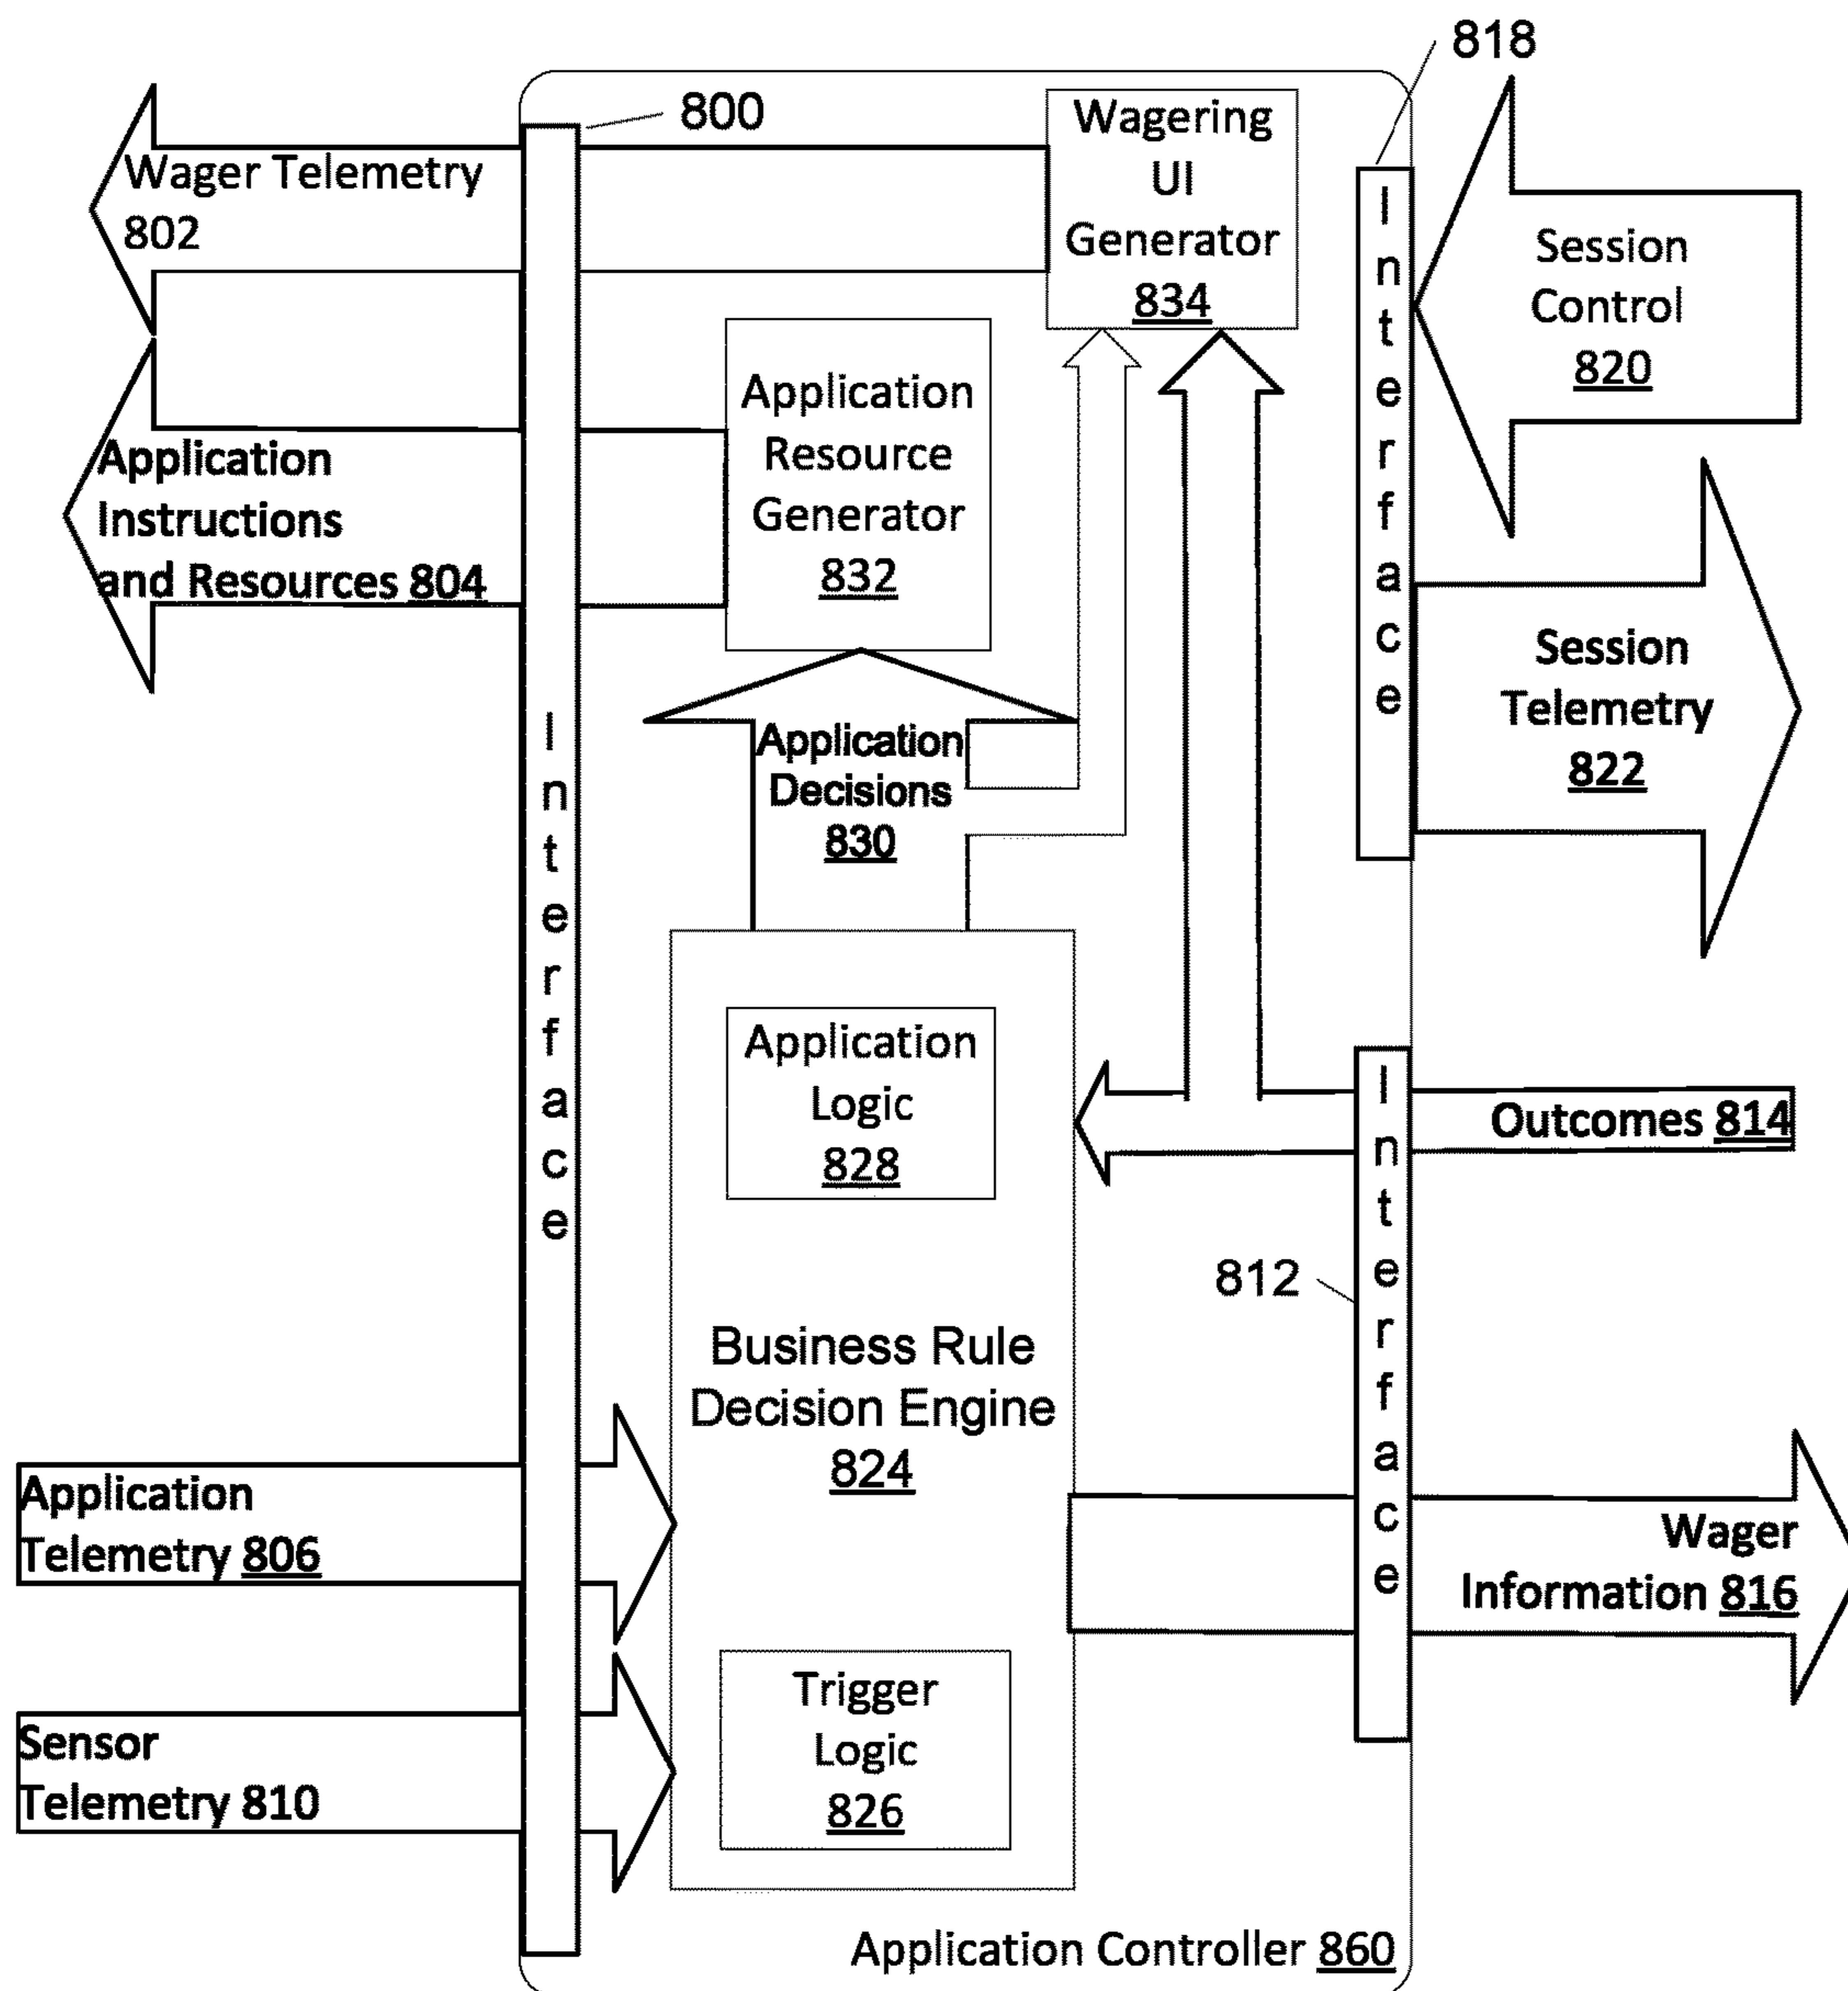 818
800
Wagering
UI
Generator
834
Wager Telemetry
802
Interface
Session
Control
820
Application
Resource
Generator
832
Application
Instructions
and Resources 804
Session
Telemetry
822
Interface
Application
Decisions
830
Application
Logic
828
Interface
Outcomes 814
812
Business Rule
Decision Engine
824
Application
Telemetry 806
Wager
Information 816
Trigger
Logic
826
Sensor
Telemetry 810
Application Controller 860